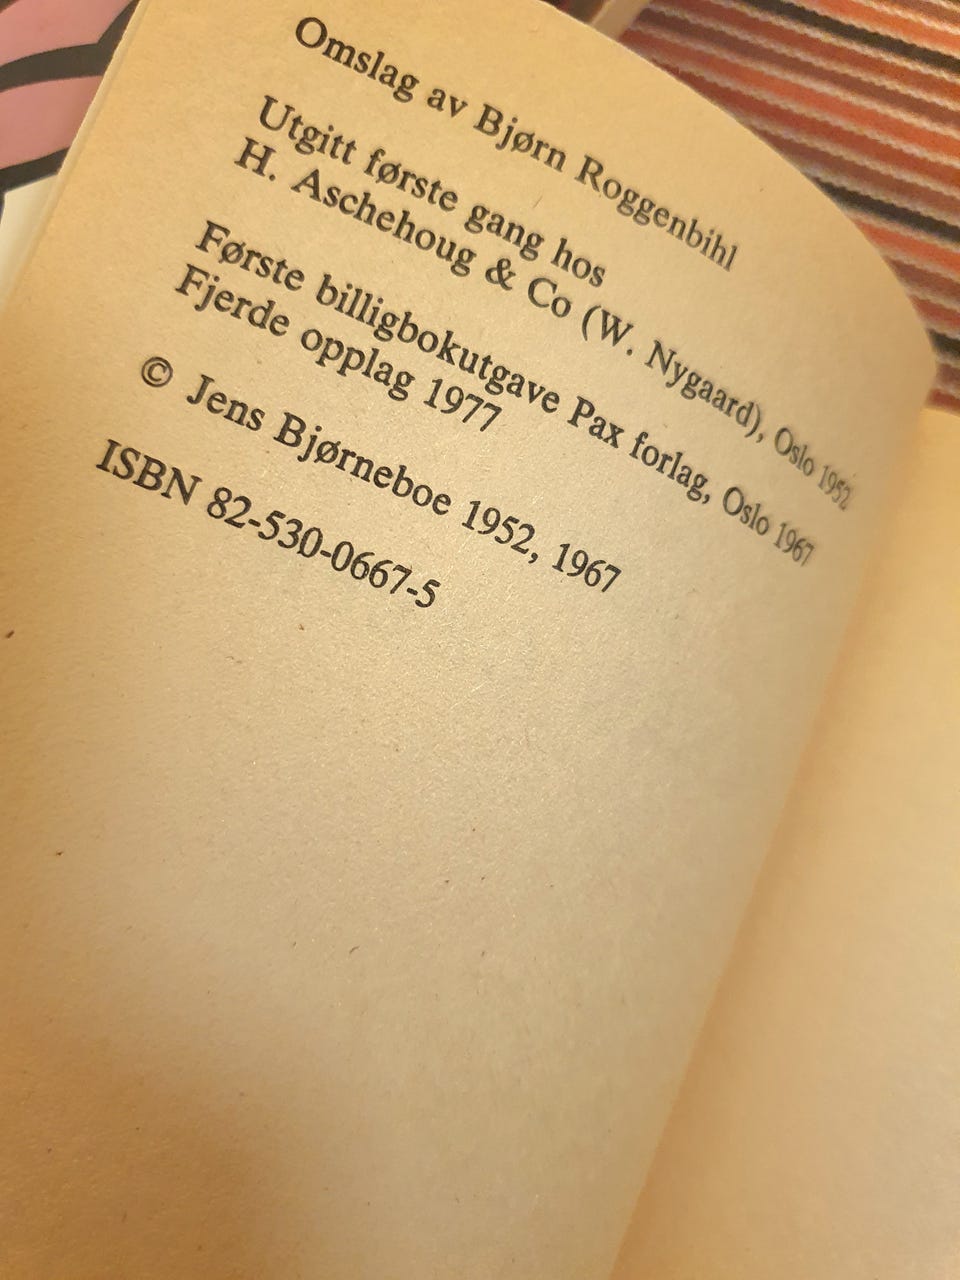 Omslag av Bjørn Roggenbihl
Utgitt første gang hos
H. Aschehoug & Co (W. Nygaard), Oslo 1952
Første billigbokutgave Pax forlag, Oslo 1967
Fjerde opplag 1977
© Jens Bjørneboe 1952, 1967
ISBN 82-530-0667-5